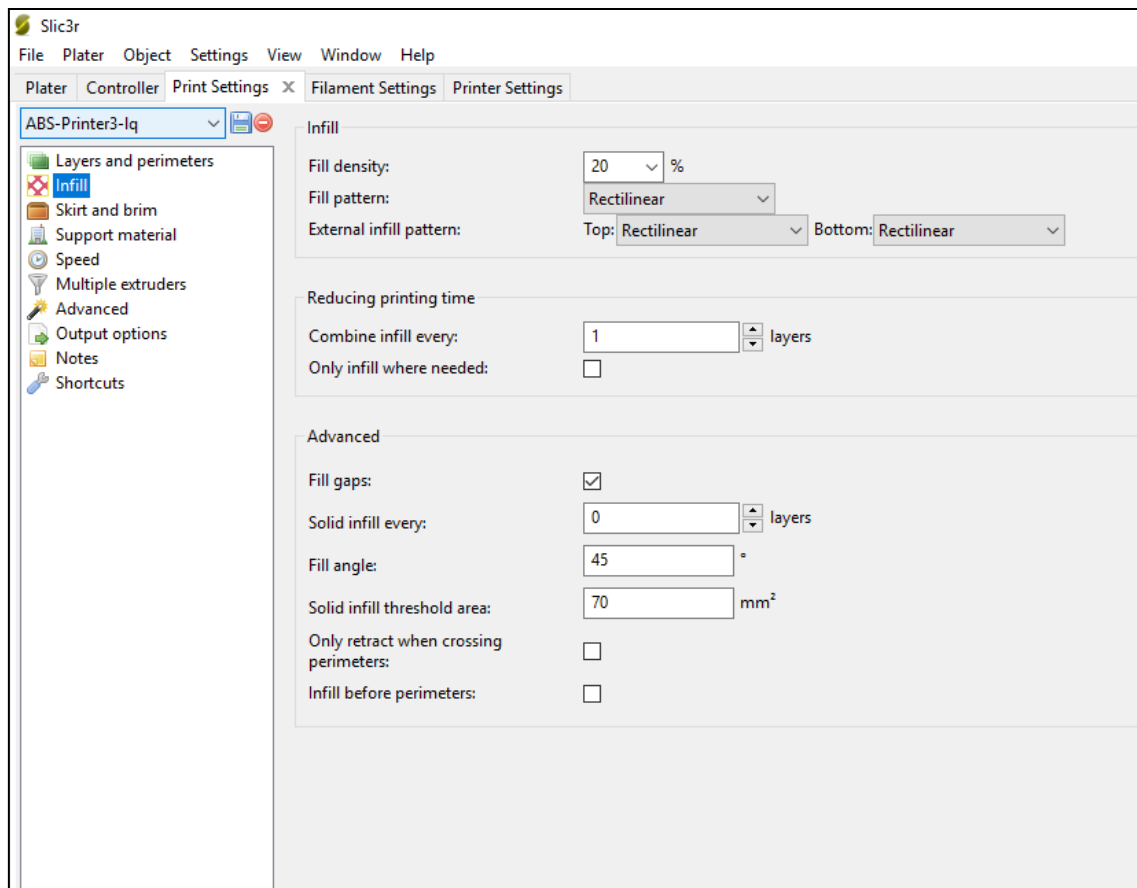 Slic3r
File Plater Object Settings View Window Help
Plater Controller Print Settings Filament Settings Printer Settings
ABS-Printer3-lq
Layers and perimeters
Infill
Skirt and brim
Support material
Speed
Multiple extruders
Advanced
Output options
Notes
Shortcuts
Infill
Fill density: 20 %
Fill pattern: Rectilinear
External infill pattern: Top: Rectilinear Bottom: Rectilinear
Reducing printing time
Combine infill every: 1 layers
Only infill where needed:
Advanced
Fill gaps:
Solid infill every: 0 layers
Fill angle: 45 °
Solid infill threshold area: 70 mm²
Only retract when crossing
perimeters:
Infill before perimeters: